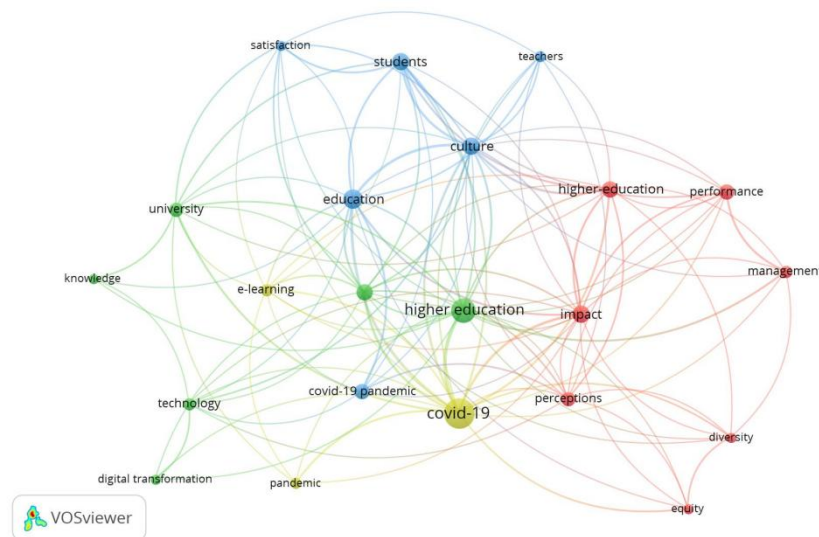 satisfaction
students
teachers
culture
higher-education
performance
education
university
management
knowledge
e-learning
higher education
impact
covid-19 pandemic
perceptions
technology
covid-19
diversity
digital transformation
pandemic
equity
VOSviewer